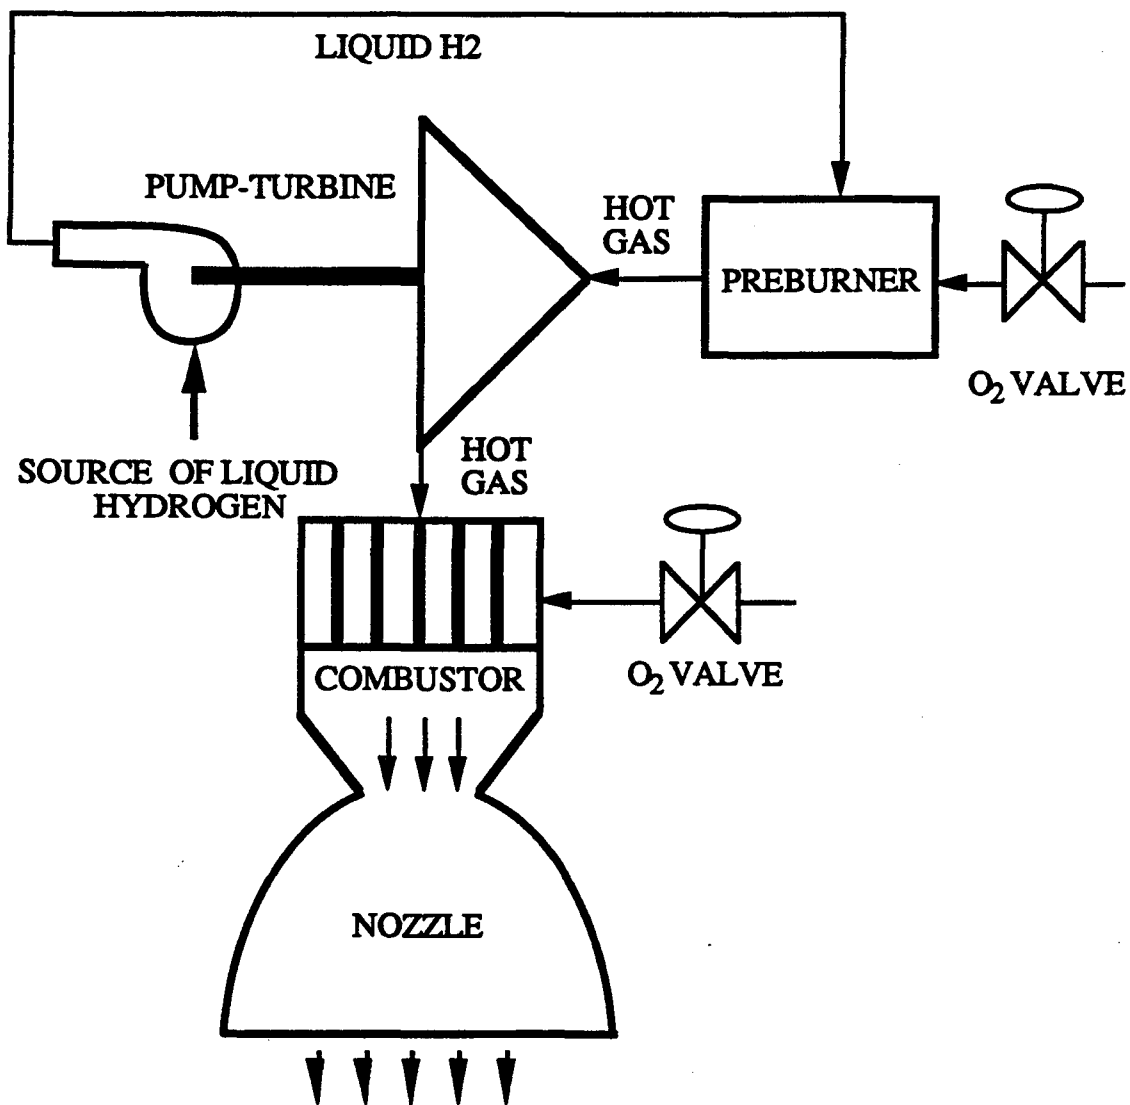 LIQUID H2
PUMP-TURBINE
HOT
GAS
PREBURNER
O2 VALVE
HOT
GAS
SOURCE OF LIQUID
HYDROGEN
COMBUSTOR
O2 VALVE
NOZZLE